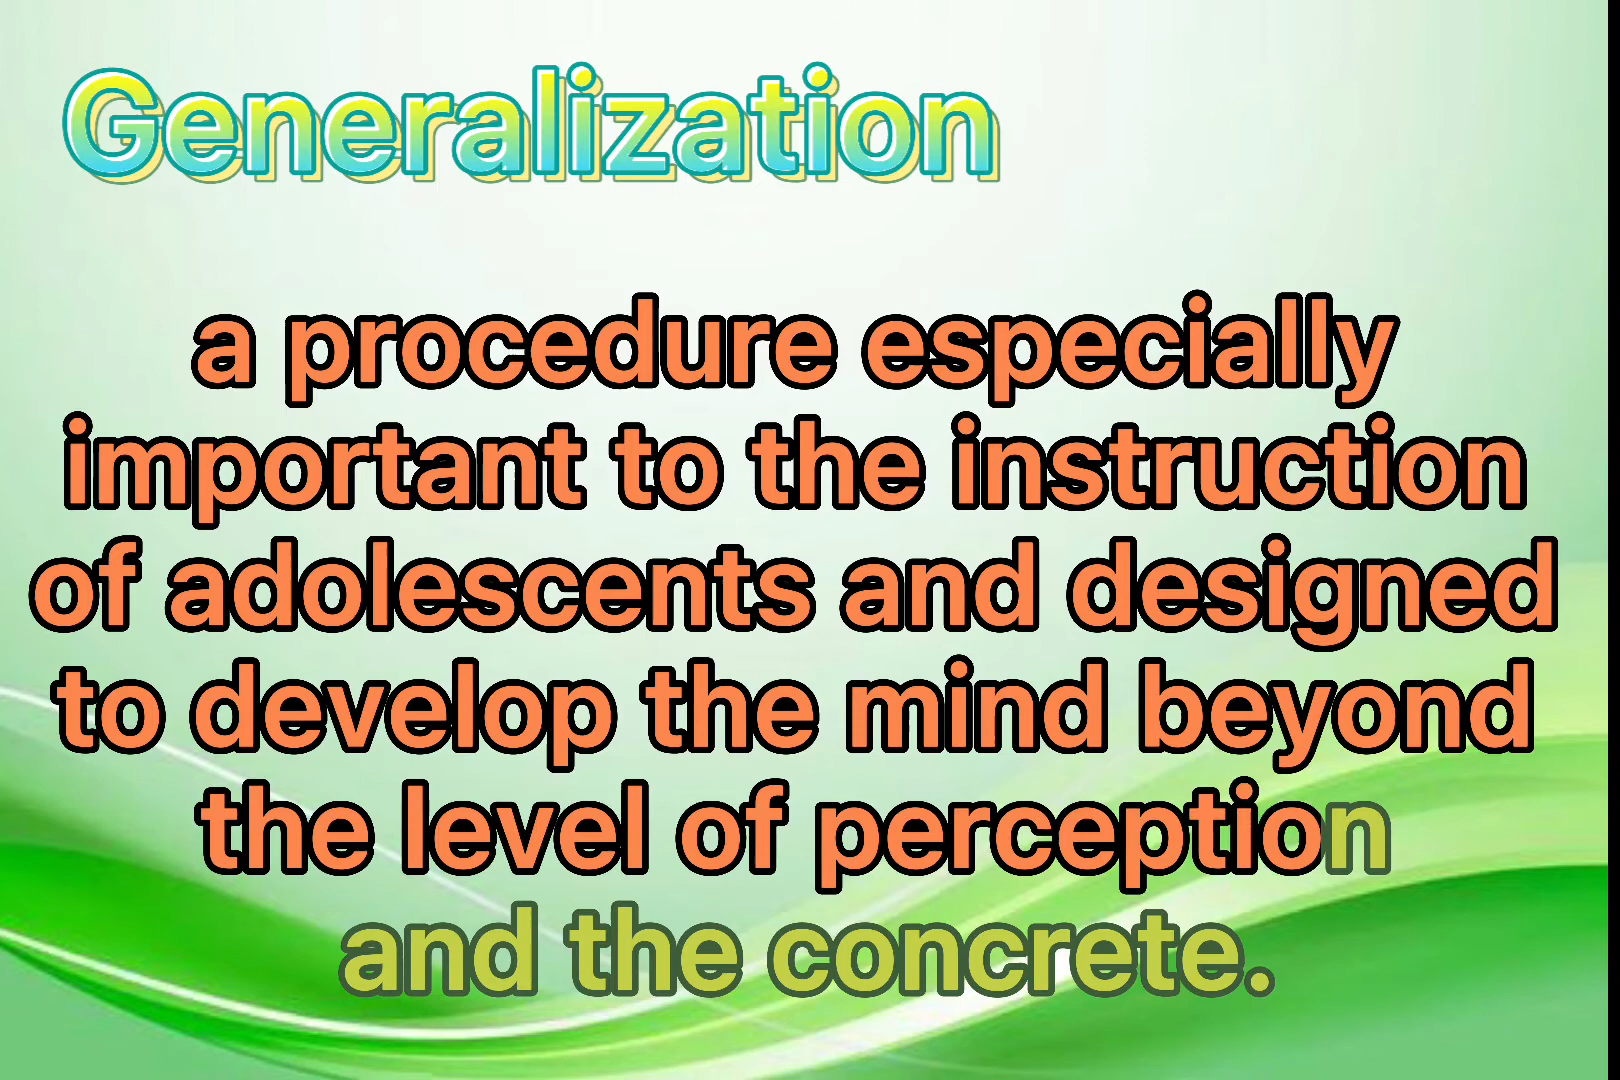 Generalization
a procedure especially
important to the instruction
of adolescents and designed
to develop the mind beyond
the level of perception
and the concrete.